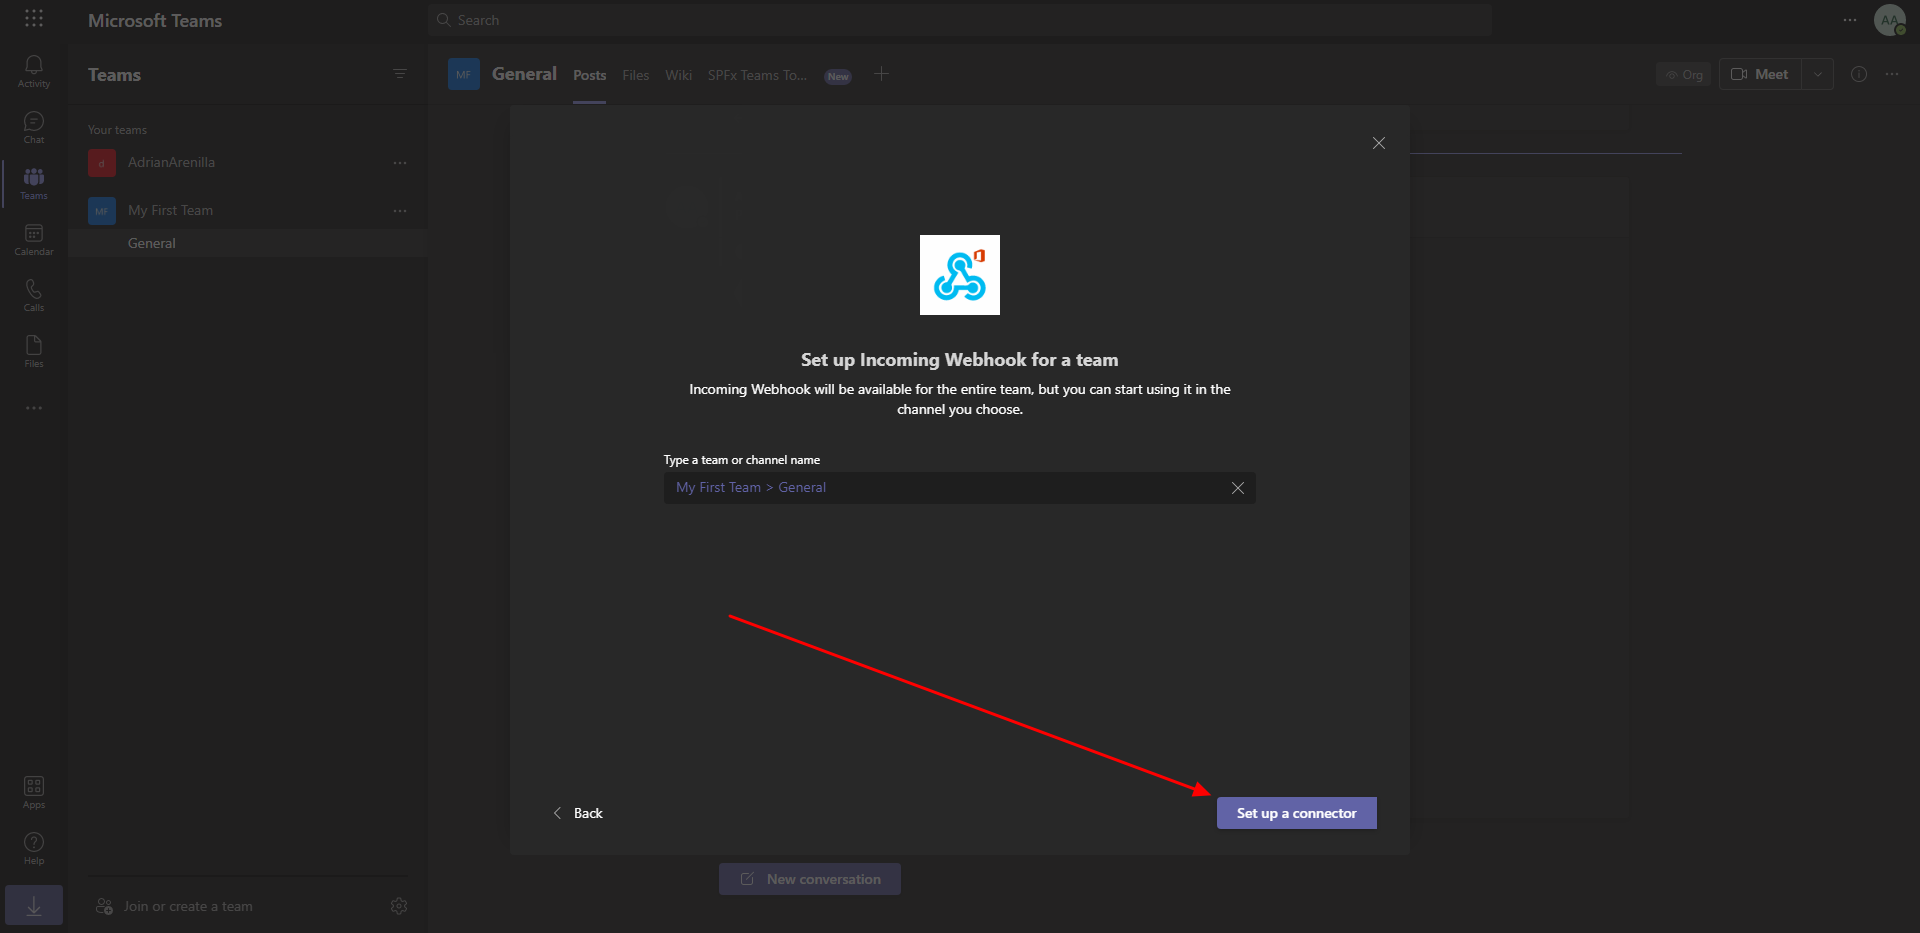 Microsoft Teams
Search
AA
Activity
Chat
Teams
Calendar
Calls
Files
Apps
Help
Teams
Your teams
d AdrianArenilla
MF My First Team
General
Join or create a team
MF General Posts Files Wiki SPFx Teams To... New
Org Meet
Set up Incoming Webhook for a team
Incoming Webhook will be available for the entire team, but you can start using it in the
channel you choose.
Type a team or channel name
My First Team > General
Back
Set up a connector
New conversation